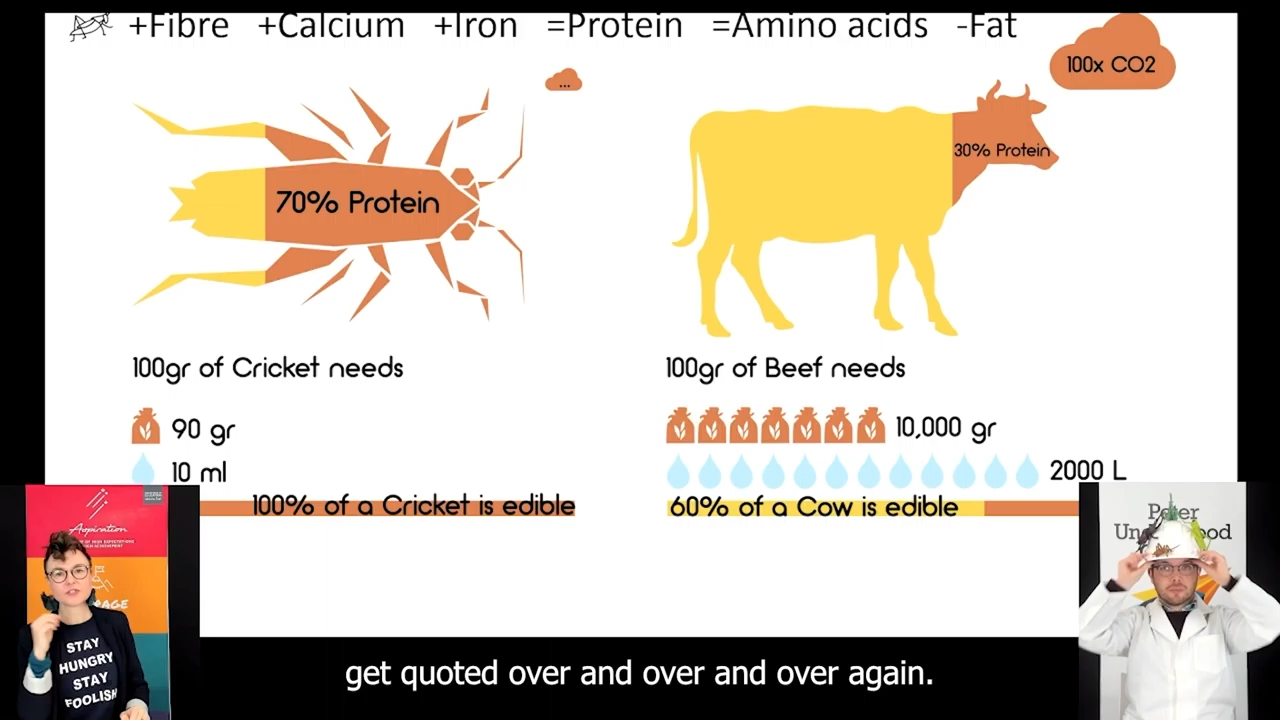 +Fibre +Calcium +Iron =Protein =Amino acids -Fat
100x CO2
...
70% Protein
30% Protein
100gr of Cricket needs
100gr of Beef needs
90 gr
10,000 gr
10 ml
2000 L
100% of a Cricket is edible
60% of a Cow is edible
Aspiration
STAY
HUNGRY
STAY
FOOLISH
Peter
get quoted over and over and over again.